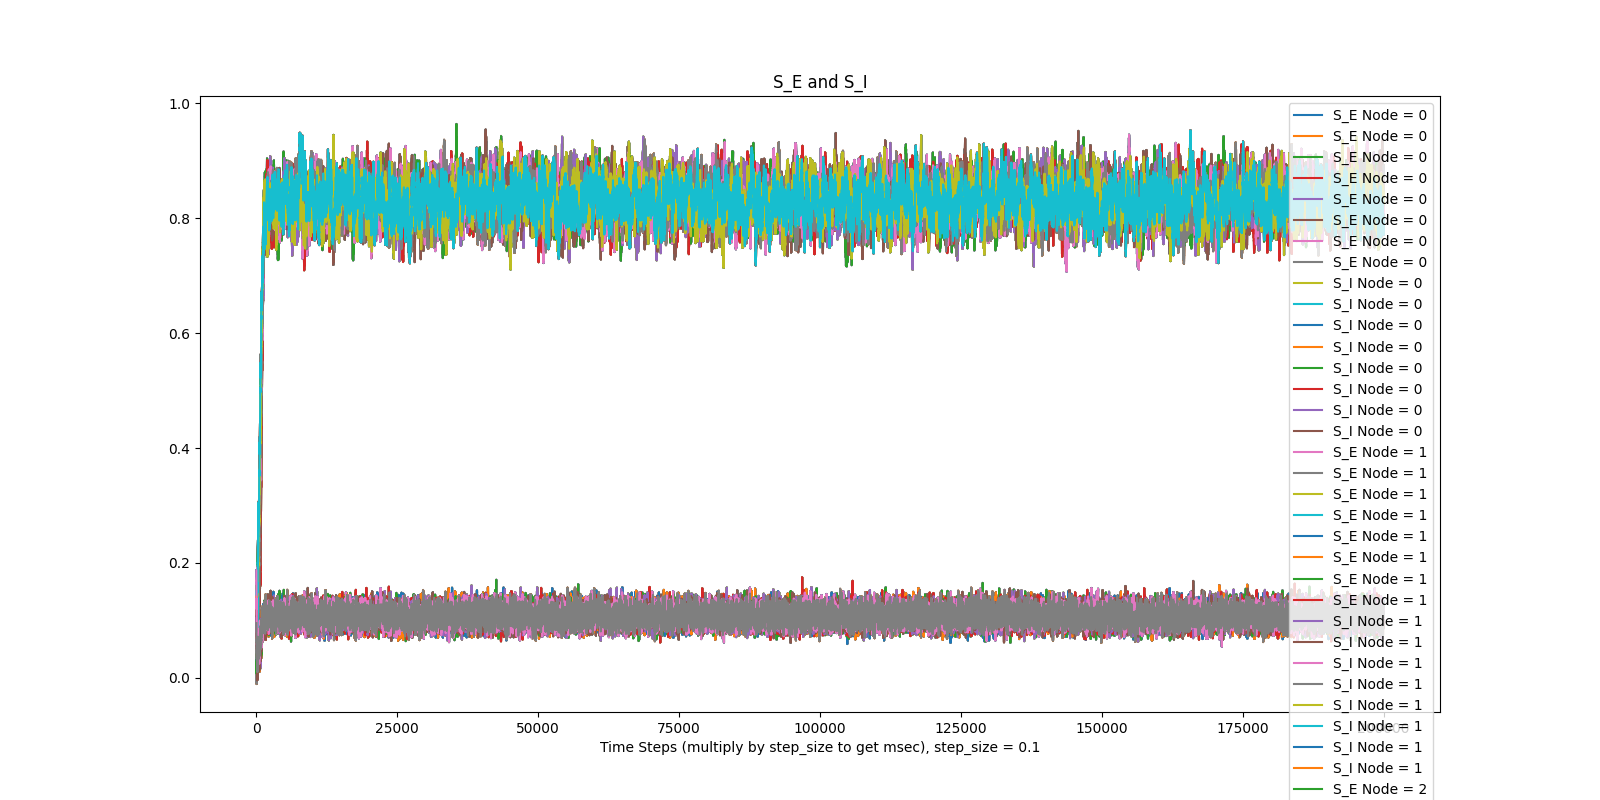 S_E and S_I
1.0
0.8
0.6
0.4
0.2
0.0
0
25000
50000
75000
100000
125000
150000
175000
Time Steps (multiply by step_size to get msec), step_size = 0.1
S_E Node = 0
S_E Node = 0
S_E Node = 0
S_E Node = 0
S_E Node = 0
S_E Node = 0
S_E Node = 0
S_E Node = 0
S_I Node = 0
S_I Node = 0
S_I Node = 0
S_I Node = 0
S_I Node = 0
S_I Node = 0
S_I Node = 0
S_I Node = 0
S_E Node = 1
S_E Node = 1
S_E Node = 1
S_E Node = 1
S_E Node = 1
S_E Node = 1
S_E Node = 1
S_E Node = 1
S_I Node = 1
S_I Node = 1
S_I Node = 1
S_I Node = 1
S_I Node = 1
S_I Node = 1
S_I Node = 1
S_I Node = 1
S_E Node = 2